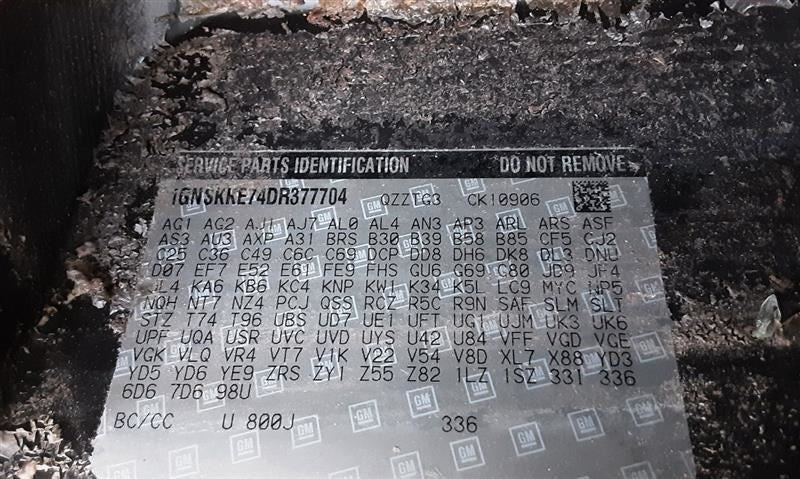 SERVICE PARTS IDENTIFICATION DO NOT REMOVE
1GNSKKE74DR377704 QZZTG3 CK10906
AG1 AG2 AJ1 AJ7 AL0 AL4 AN3 AP3 ARL ARS ASF
AS3 AU3 AXP A31 BRS B30 B39 B58 B85 CF5 CJ2
C25 C36 C49 C6C C69 DCP DD8 DH6 DK8 DL3 DNU
D07 EF7 E52 E61 FE9 FHS GU6 G69 C80 JD9 JF4
JL4 KA6 KB6 KC4 KNP KW1 K34 K5L LC9 MYC NP5
NQH NT7 NZ4 PCJ QSS RCZ R5C R9N SAF SLM SLT
STZ T74 T96 UBS UD7 UE1 UFT UG1 UJM UK3 UK6
UPF UQA USR UVC UVD UYS U42 U84 VFF VGD VGE
VGK VLQ VR4 VT7 V1K V22 V54 V8D XL7 X88 YD3
YD5 YD6 YE9 ZRS ZY1 Z55 Z82 1LZ 1SZ 331 336
6D6 7D6 98U
BC/CC U 800J 336